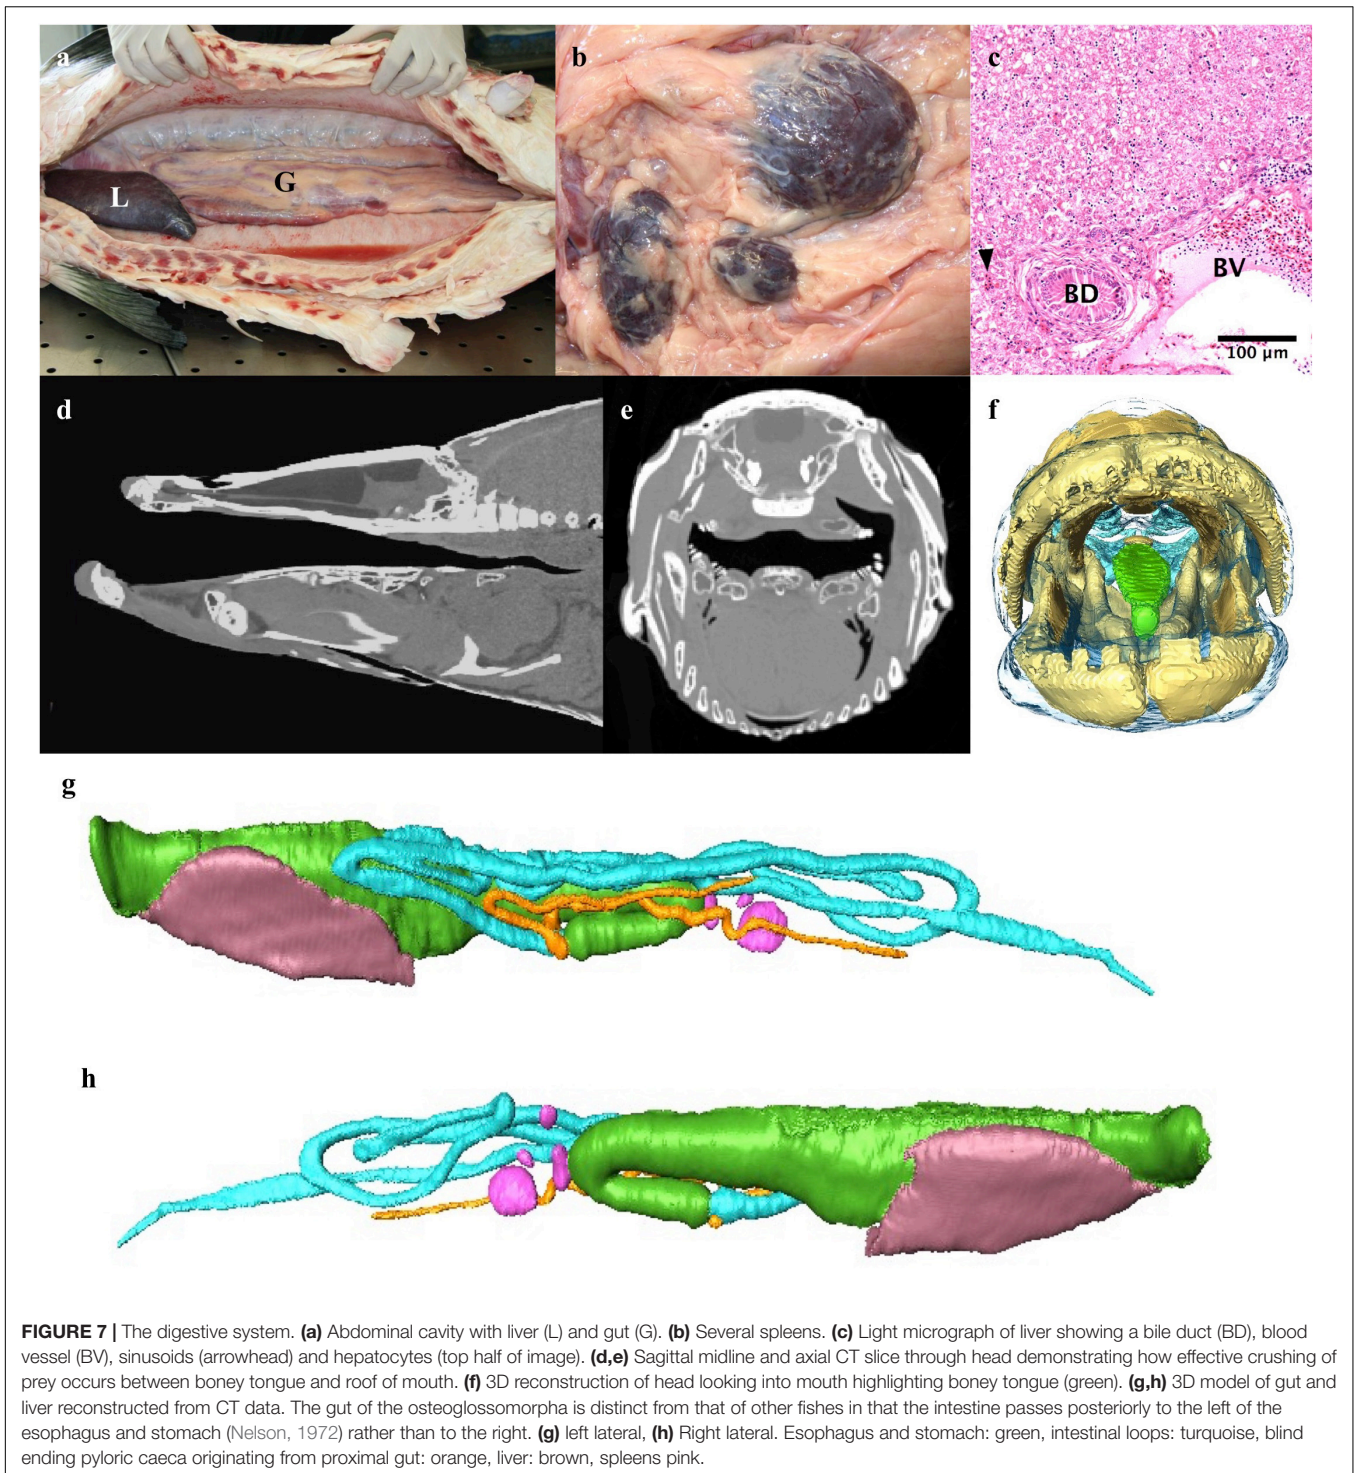 a
b
c
L
G
BD
BV
100 µm
d
e
f
g
h
FIGURE 7 | The digestive system. (a) Abdominal cavity with liver (L) and gut (G). (b) Several spleens. (c) Light micrograph of liver showing a bile duct (BD), blood
vessel (BV), sinusoids (arrowhead) and hepatocytes (top half of image). (d,e) Sagittal midline and axial CT slice through head demonstrating how effective crushing of
prey occurs between boney tongue and roof of mouth. (f) 3D reconstruction of head looking into mouth highlighting boney tongue (green). (g,h) 3D model of gut and
liver reconstructed from CT data. The gut of the osteoglossomorpha is distinct from that of other fishes in that the intestine passes posteriorly to the left of the
esophagus and stomach (Nelson, 1972) rather than to the right. (g) left lateral, (h) Right lateral. Esophagus and stomach: green, intestinal loops: turquoise, blind
ending pyloric caeca originating from proximal gut: orange, liver: brown, spleens pink.